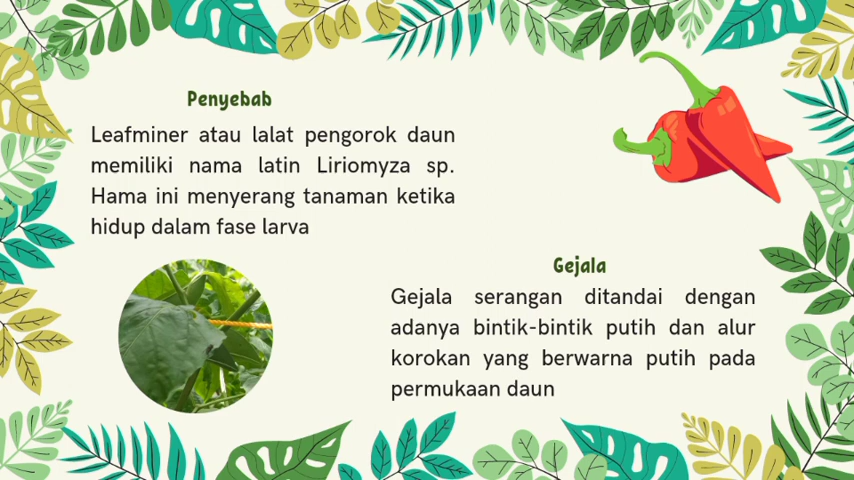 Penyebab
Leafminer atau lalat pengorok daun
memiliki nama latin Liriomyza sp.
Hama ini menyerang tanaman ketika
hidup dalam fase larva
Gejala
Gejala serangan ditandai dengan
adanya bintik-bintik putih dan alur
korokan yang berwarna putih pada
permukaan daun